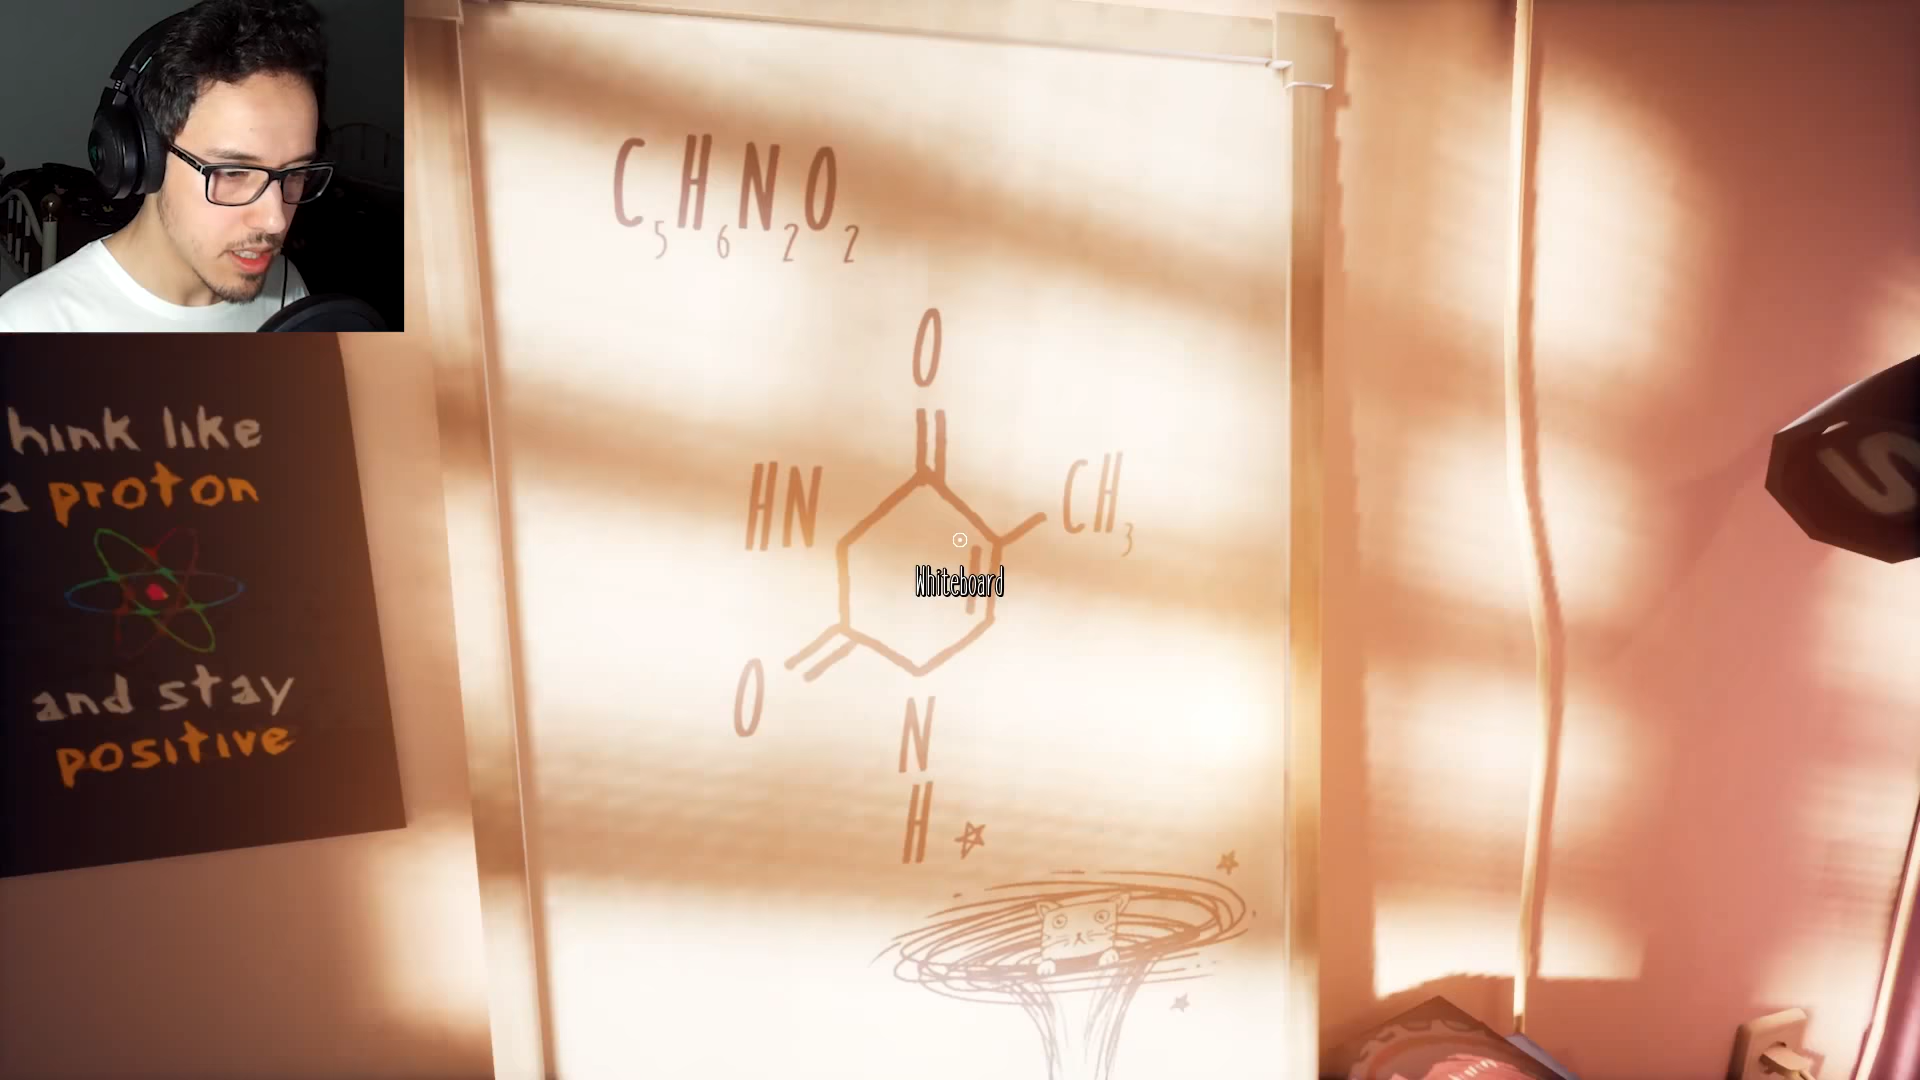 C5H6N2O2
O
HN
CH3
Whiteboard
O
N
H
hink like
a proton
and stay
positive
S